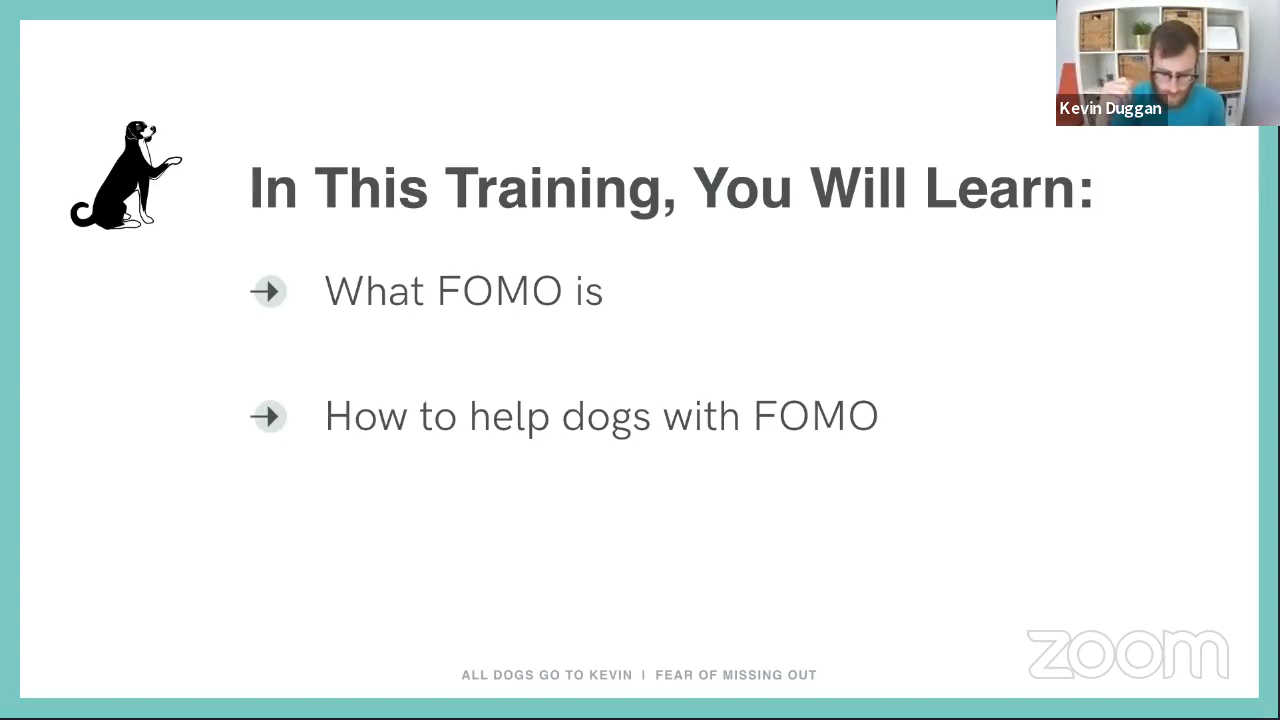 Kevin Duggan
In This Training, You Will Learn:
What FOMO is
How to help dogs with FOMO
ALL DOGS GO TO KEVIN | FEAR OF MISSING OUT
zoom